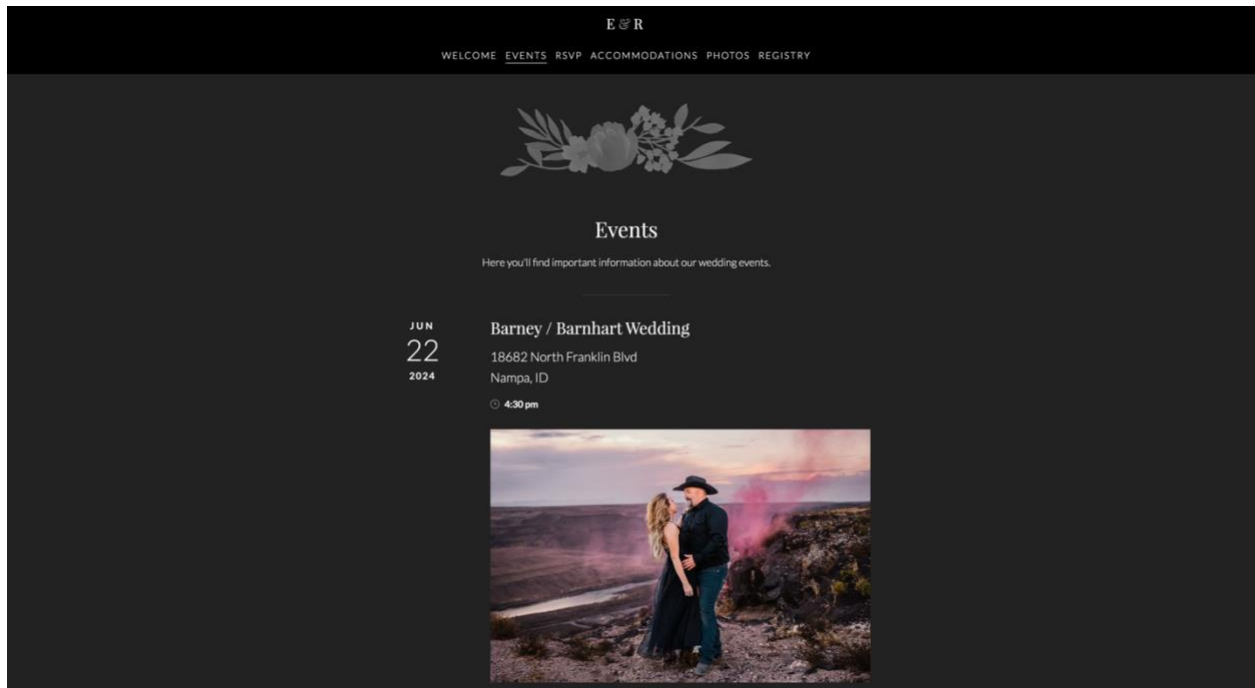 E & R
WELCOME EVENTS RSVP ACCOMMODATIONS PHOTOS REGISTRY
Events
Here you'll find important information about our wedding events.
JUN
22
2024
Barney / Barnhart Wedding
18682 North Franklin Blvd
Nampa, ID
4:30 pm